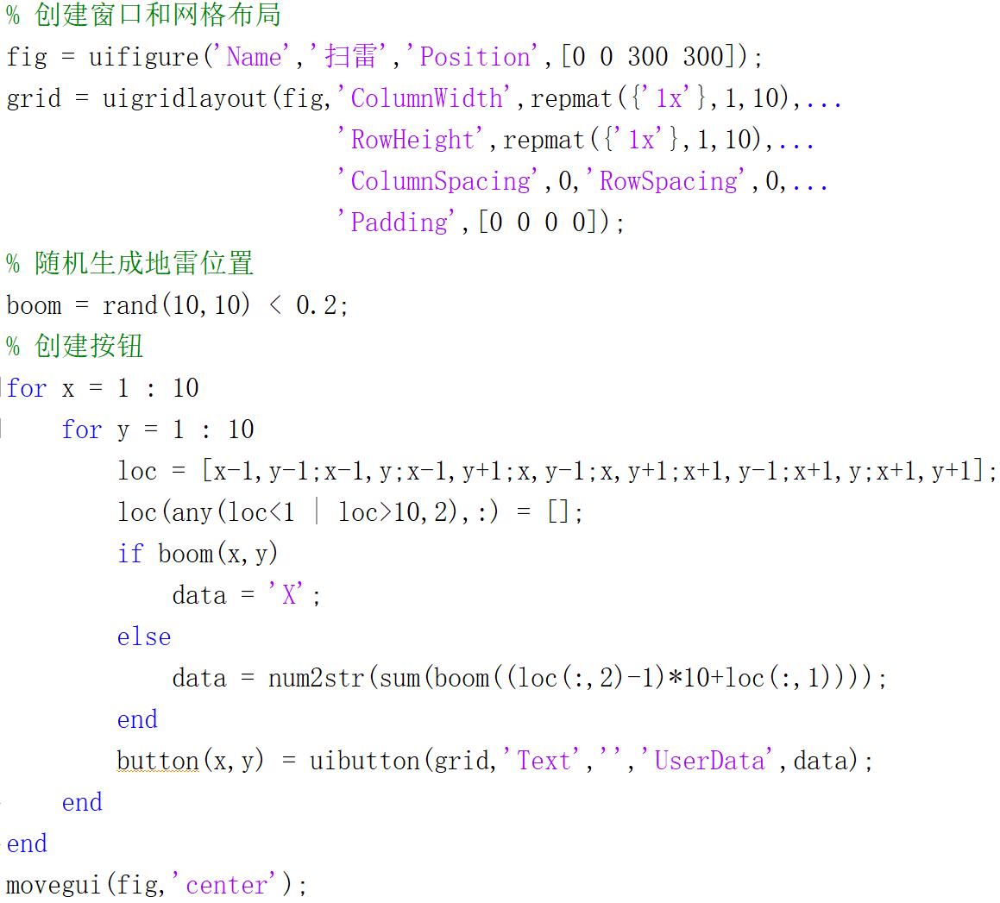 % 创建窗口和网格布局
fig = uifigure('Name','扫雷','Position',[0 0 300 300]);
grid = uigridlayout(fig,'ColumnWidth',repmat({'1x'},1,10),...
                        'RowHeight',repmat({'1x'},1,10),...
                        'ColumnSpacing',0,'RowSpacing',0,...
                        'Padding',[0 0 0 0]);
% 随机生成地雷位置
boom = rand(10,10) < 0.2;
% 创建按钮
for x = 1 : 10
    for y = 1 : 10
        loc = [x-1,y-1;x-1,y;x-1,y+1;x,y-1;x,y+1;x+1,y-1;x+1,y;x+1,y+1];
        loc(any(loc<1 | loc>10,2),:) = [];
        if boom(x,y)
            data = 'X';
        else
            data = num2str(sum(boom((loc(:,2)-1)*10+loc(:,1))));
        end
        button(x,y) = uibutton(grid,'Text','','UserData',data);
    end
end
movegui(fig,'center');